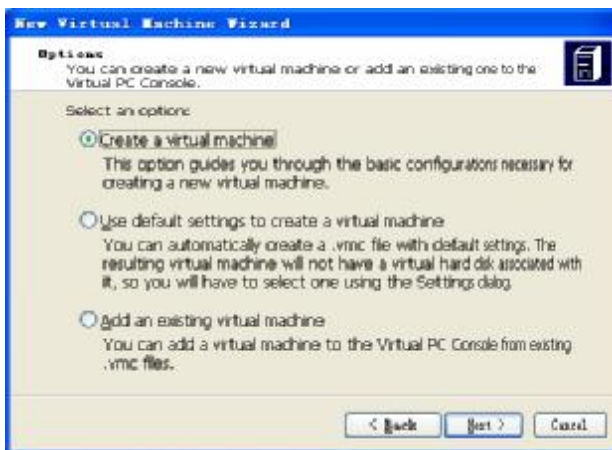 New Virtual Machine Wizard
Options
You can create a new virtual machine or add an existing one to the
Virtual PC Console.
Select an option:
Create a virtual machine
This option guides you through the basic configurations necessary for
creating a new virtual machine.
Use default settings to create a virtual machine
You can automatically create a .vmc file with default settings. The
resulting virtual machine will not have a virtual hard disk associated with
it, so you will have to select one using the Settings dialog.
Add an existing virtual machine
You can add a virtual machine to the Virtual PC Console from existing
.vmc files.
< Back
Next >
Cancel